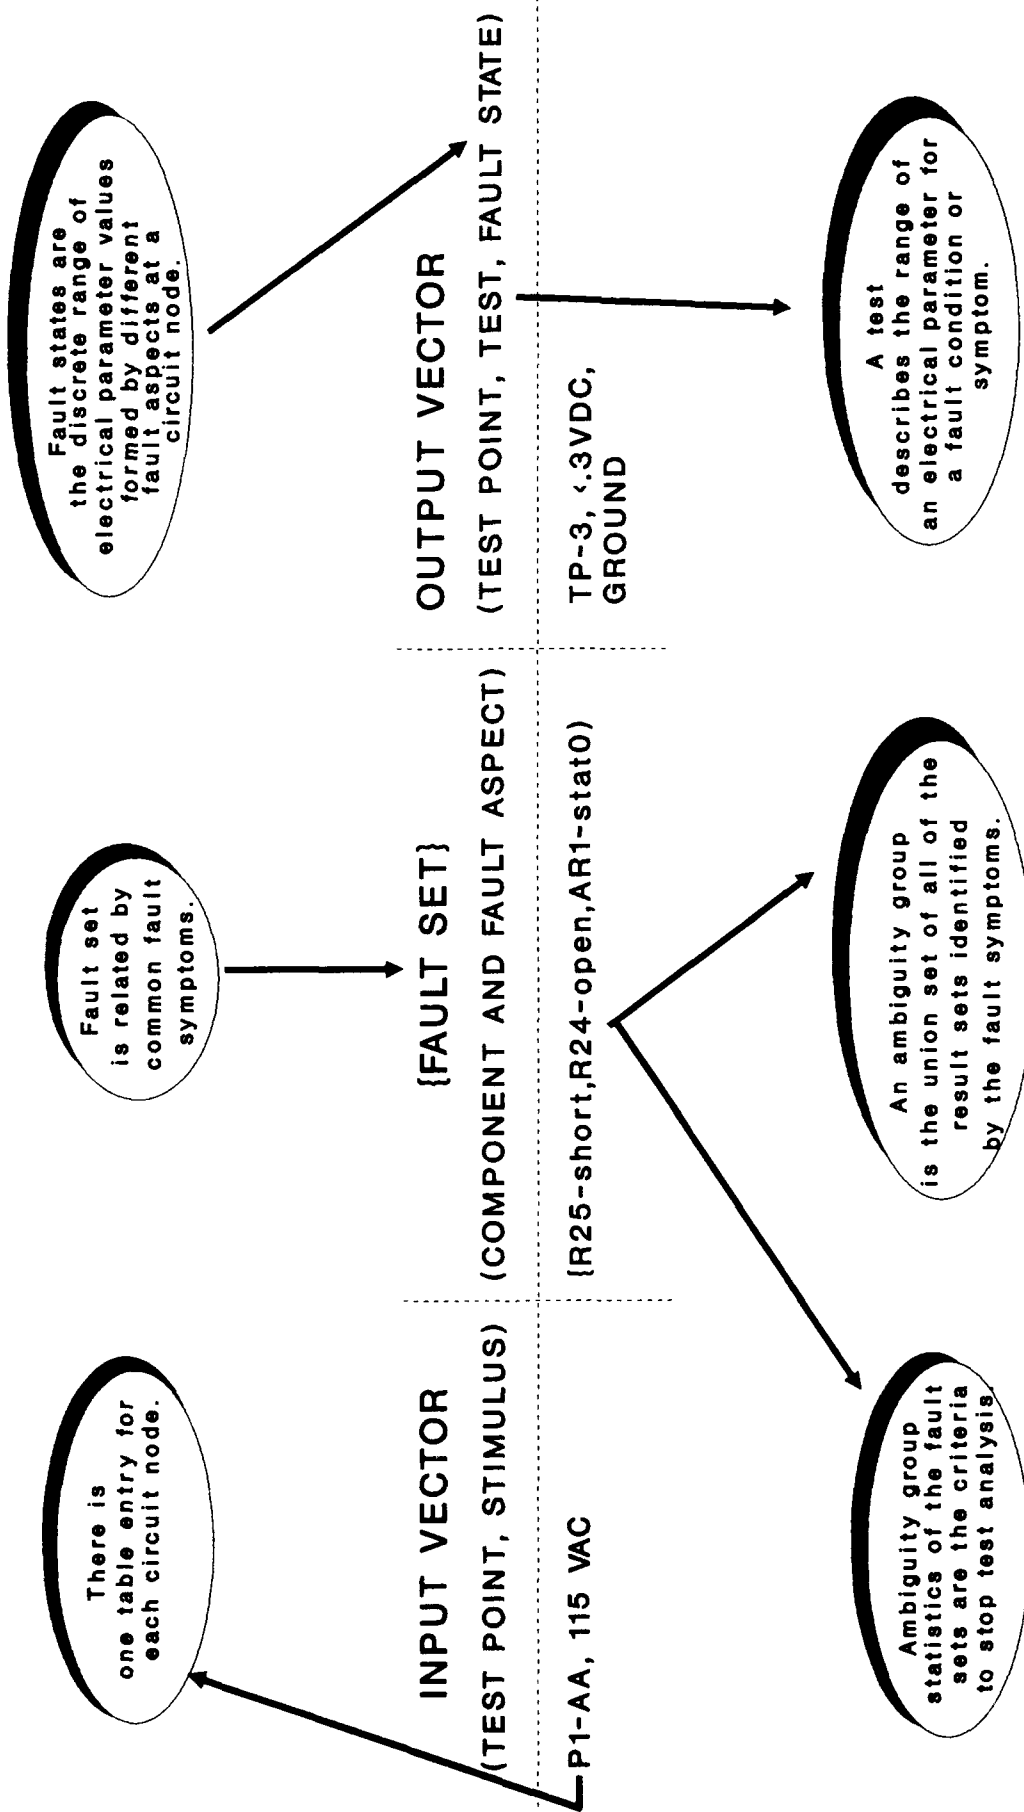 There is
one table entry for
each circuit node.
Fault set
is related by
common fault
symptoms.
Fault states are
the discrete range of
electrical parameter values
formed by different
fault aspects at a
circuit node.
INPUT VECTOR
(TEST POINT, STIMULUS)
{FAULT SET}
(COMPONENT AND FAULT ASPECT)
OUTPUT VECTOR
(TEST POINT, TEST, FAULT STATE)
P1-AA, 115 VAC
{R25-short,R24-open,AR1-stat0)
TP-3, <.3VDC,
GROUND
Ambiguity group
statistics of the fault
sets are the criteria
to stop test analysis.
An ambiguity group
is the union set of all of the
result sets identified
by the fault symptoms.
A test
describes the range of
an electrical parameter for
a fault condition or
symptom.